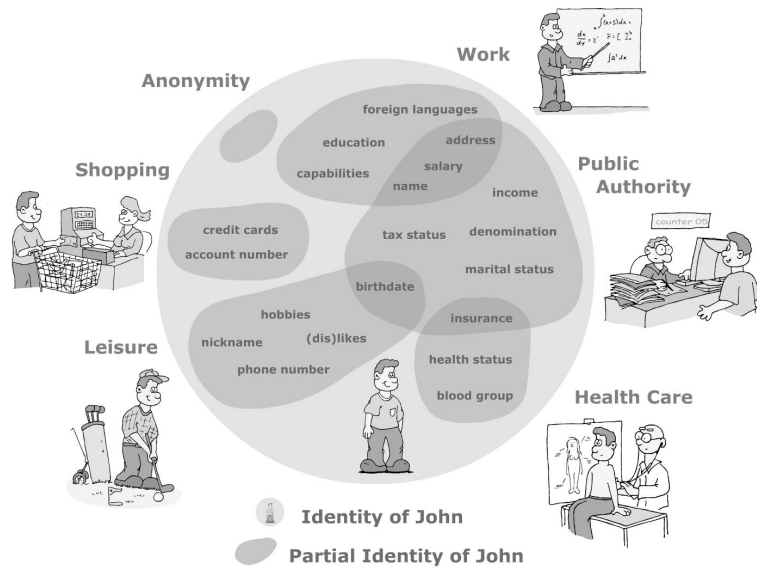 Work
Anonymity
foreign languages
education
address
Shopping
capabilities
salary
name
Public
Authority
income
counter 05
credit cards
account number
tax status
denomination
marital status
birthdate
hobbies
insurance
nickname
(dis)likes
Leisure
phone number
health status
blood group
Health Care
Identity of John
Partial Identity of John